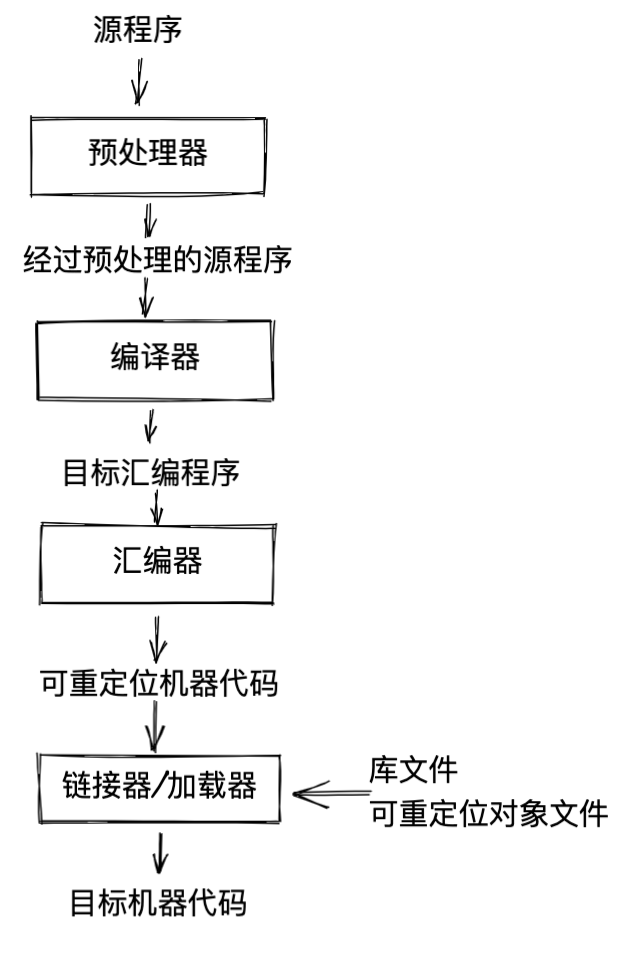 源程序
预处理器
经过预处理的源程序
编译器
目标汇编程序
汇编器
可重定位机器代码
链接器/加载器
库文件
可重定位对象文件
目标机器代码